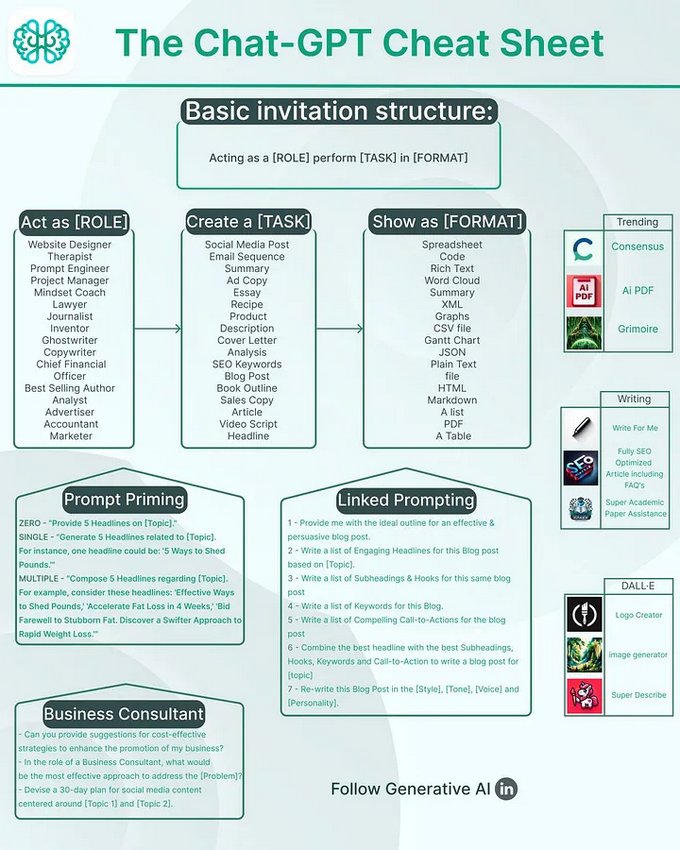 The Chat-GPT Cheat Sheet
Basic invitation structure:
Acting as a [ROLE] perform [TASK] in [FORMAT]
Act as [ROLE]
Website Designer
Therapist
Prompt Engineer
Project Manager
Mindset Coach
Lawyer
Journalist
Inventor
Ghostwriter
Copywriter
Chief Financial
Officer
Best Selling Author
Analyst
Advertiser
Accountant
Marketer
Create a [TASK]
Social Media Post
Email Sequence
Summary
Ad Copy
Essay
Recipe
Product
Description
Cover Letter
Analysis
SEO Keywords
Blog Post
Book Outline
Sales Copy
Article
Video Script
Headline
Show as [FORMAT]
Spreadsheet
Code
Rich Text
Word Cloud
Summary
XML
Graphs
CSV file
Gantt Chart
JSON
Plain Text
file
HTML
Markdown
A list
PDF
A Table
Trending
Consensus
Ai
PDF
Ai PDF
Grimoire
Writing
Write For Me
SEO
Fully SEO
Optimized
Article including
FAQ's
Super Academic
Paper Assistance
DALL·E
Logo Creator
image generator
Super Describe
Prompt Priming
ZERO - "Provide 5 Headlines on [Topic]."
SINGLE - "Generate 5 Headlines related to [Topic].
For instance, one headline could be: '5 Ways to Shed
Pounds.'"
MULTIPLE - "Compose 5 Headlines regarding [Topic].
For example, consider these headlines: 'Effective Ways
to Shed Pounds,' 'Accelerate Fat Loss in 4 Weeks,' 'Bid
Farewell to Stubborn Fat. Discover a Swifter Approach to
Rapid Weight Loss.'"
Linked Prompting
1 - Provide me with the ideal outline for an effective &
persuasive blog post.
2 - Write a list of Engaging Headlines for this Blog post
based on [Topic].
3 - Write a list of Subheadings & Hooks for this same blog
post
4 - Write a list of Keywords for this Blog.
5 - Write a list of Compelling Call-to-Actions for the blog
post
6 - Combine the best headline with the best Subheadings,
Hooks, Keywords and Call-to-Action to write a blog post for
[topic]
7 - Re-write this Blog Post in the [Style], [Tone], [Voice] and
[Personality].
Business Consultant
- Can you provide suggestions for cost-effective
strategies to enhance the promotion of my business?
- In the role of a Business Consultant, what would
be the most effective approach to address the [Problem]?
- Devise a 30-day plan for social media content
centered around [Topic 1] and [Topic 2].
Follow Generative AI in